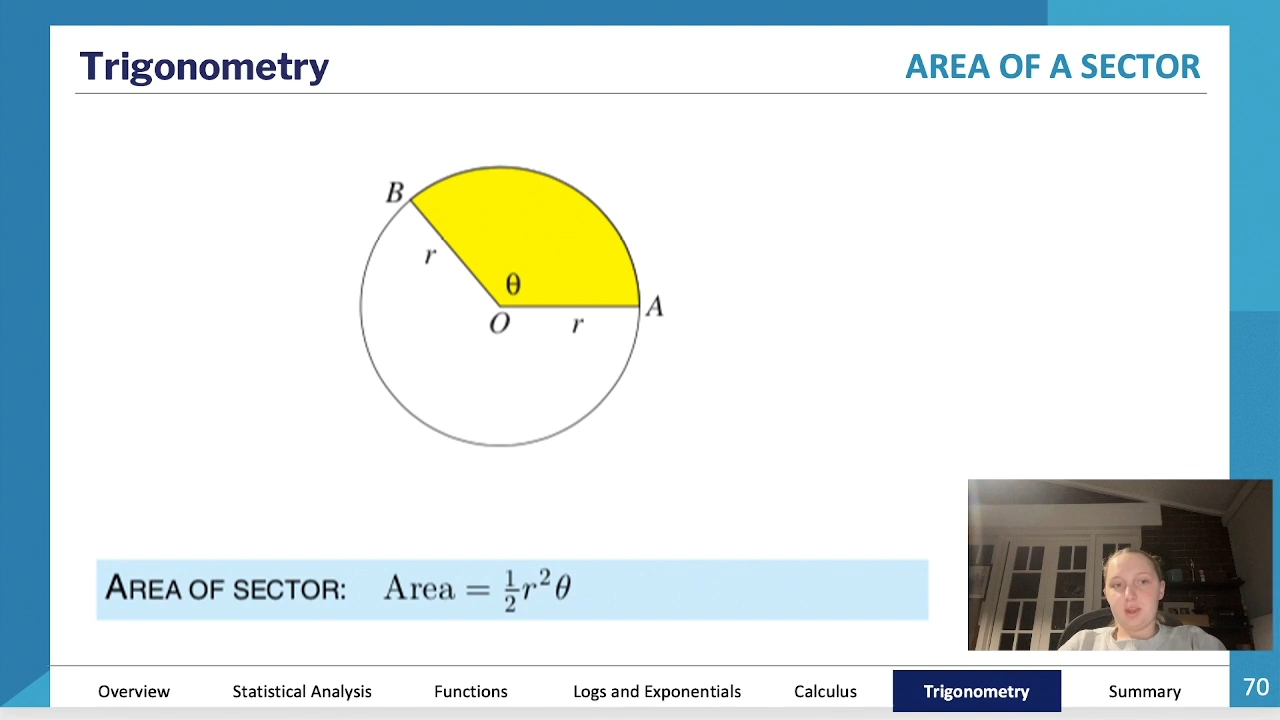 Trigonometry
AREA OF A SECTOR
B
r
θ
A
O
r
AREA OF SECTOR: Area = ½r²θ
Overview
Statistical Analysis
Functions
Logs and Exponentials
Calculus
Trigonometry
Summary
70